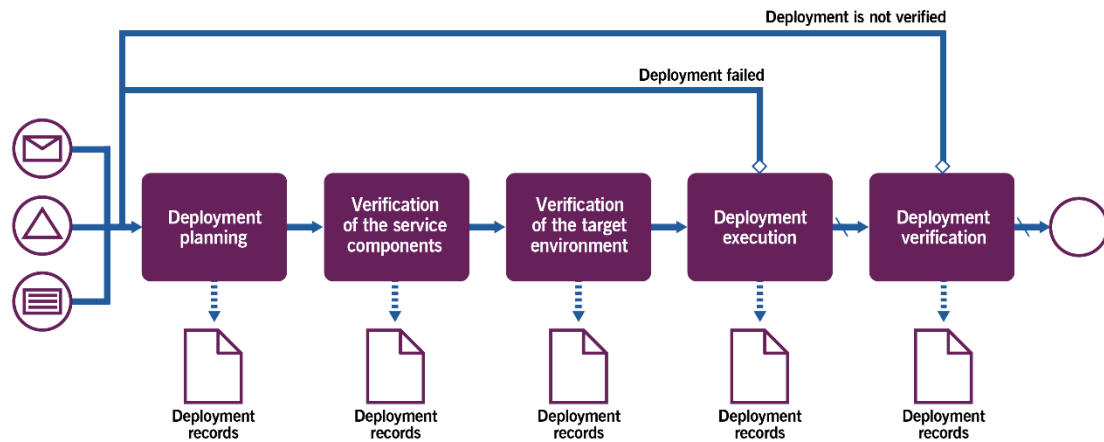 Deployment is not verified
Deployment failed
Deployment
planning
Verification
of the service
components
Verification
of the target
environment
Deployment
execution
Deployment
verification
Deployment
records
Deployment
records
Deployment
records
Deployment
records
Deployment
records